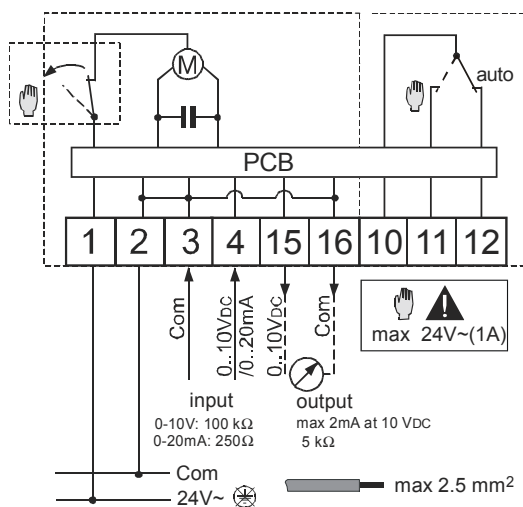 M
auto
PCB
1 2 3 4 15 16 10 11 12
Com
0..10VDC
/0..20mA
0..10VDC
Com
max 24V~(1A)
input
0-10V: 100 kΩ
0-20mA: 250Ω
output
max 2mA at 10 VDC
5 kΩ
Com
24V~
max 2.5 mm²